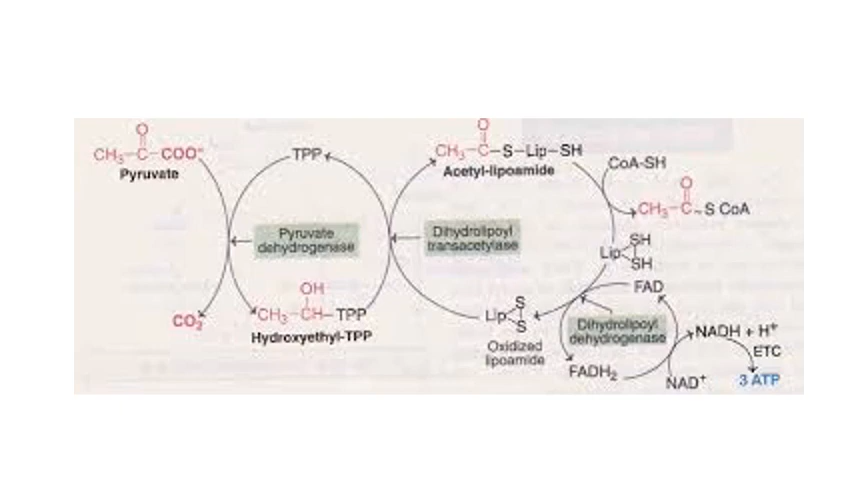 O
CH₃–C–COO⁻
Pyruvate
TPP
O
CH₃–C–S–Lip–SH
Acetyl-lipoamide
CoA-SH
O
CH₃–C~S CoA
Pyruvate
dehydrogenase
Dihydrolipoyl
transacetylase
Lip
SH
SH
CO₂
OH
CH₃–CH–TPP
Hydroxyethyl-TPP
Lip
S
S
Oxidized
lipoamide
FAD
Dihydrolipoyl
dehydrogenase
FADH₂
NADH + H⁺
ETC
NAD⁺
3 ATP